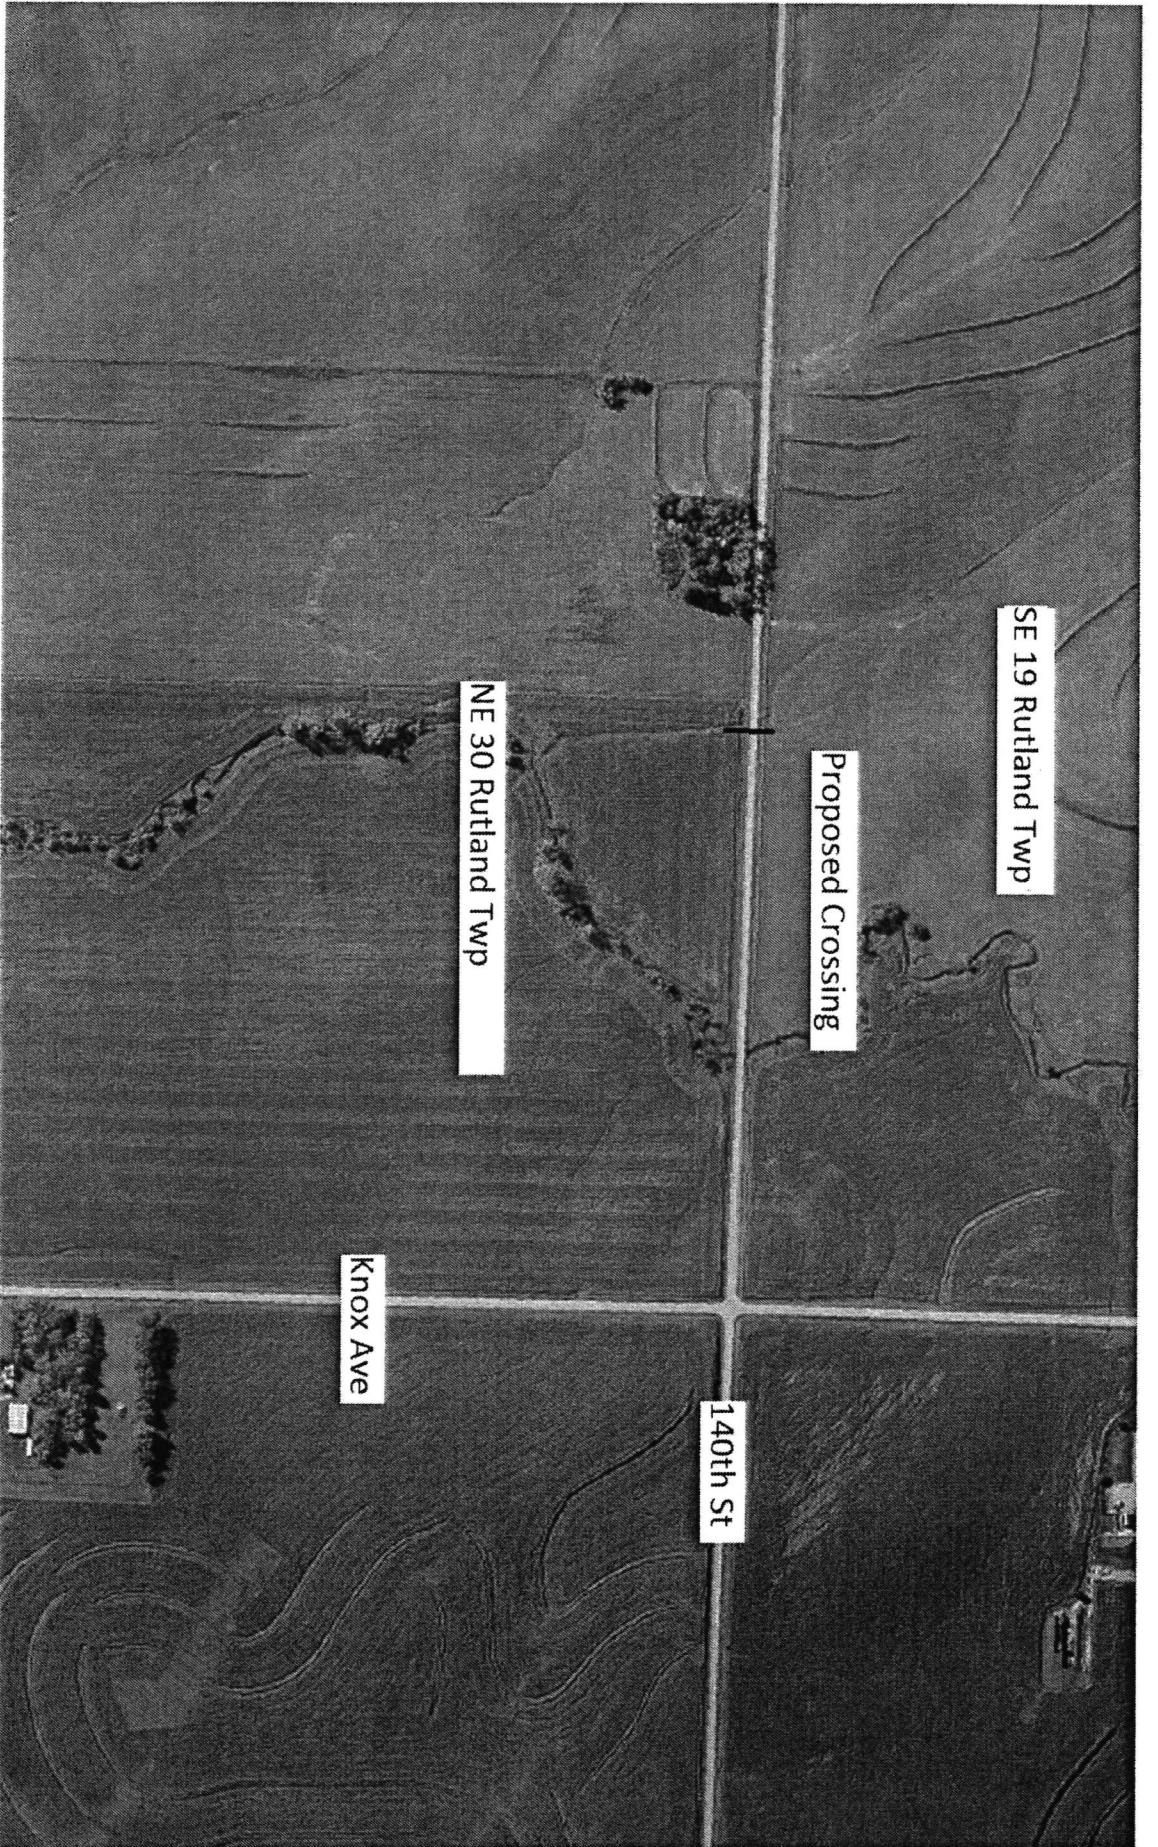 SE 19 Rutland Twp
Proposed Crossing
140th St
NE 30 Rutland Twp
Knox Ave